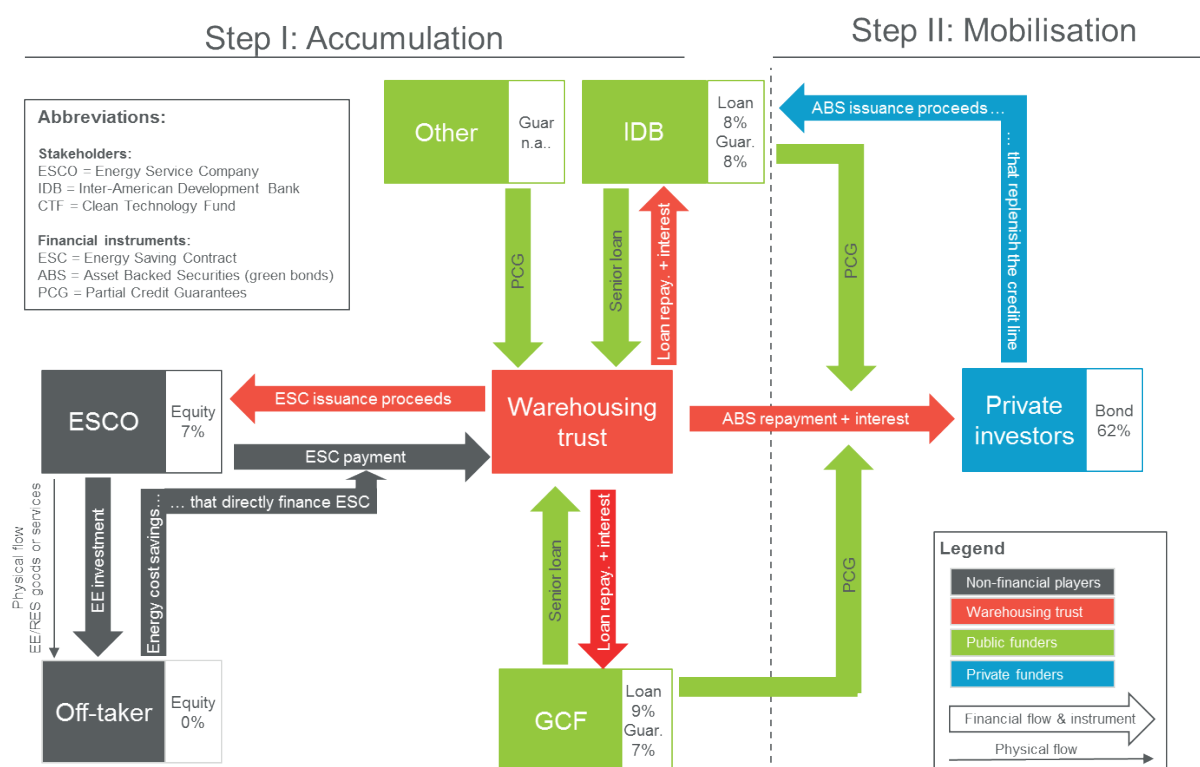 Step I: Accumulation
Step II: Mobilisation
Abbreviations:
Stakeholders:
ESCO = Energy Service Company
IDB = Inter-American Development Bank
CTF = Clean Technology Fund
Financial instruments:
ESC = Energy Saving Contract
ABS = Asset Backed Securities (green bonds)
PCG = Partial Credit Guarantees
Other
Guar
n.a..
IDB
Loan
8%
Guar.
8%
ABS issuance proceeds…
… that replenish the credit line
PCG
Senior loan
Loan repay. + interest
PCG
ESCO
Equity
7%
ESC issuance proceeds
ESC payment
Warehousing
trust
ABS repayment + interest
Private
investors
Bond
62%
Physical flow
EE/RES goods or services
EE investment
Energy cost savings…
… that directly finance ESC
Senior loan
Loan repay. + interest
PCG
Off-taker
Equity
0%
GCF
Loan
9%
Guar.
7%
Legend
Non-financial players
Warehousing trust
Public funders
Private funders
Financial flow & instrument
Physical flow